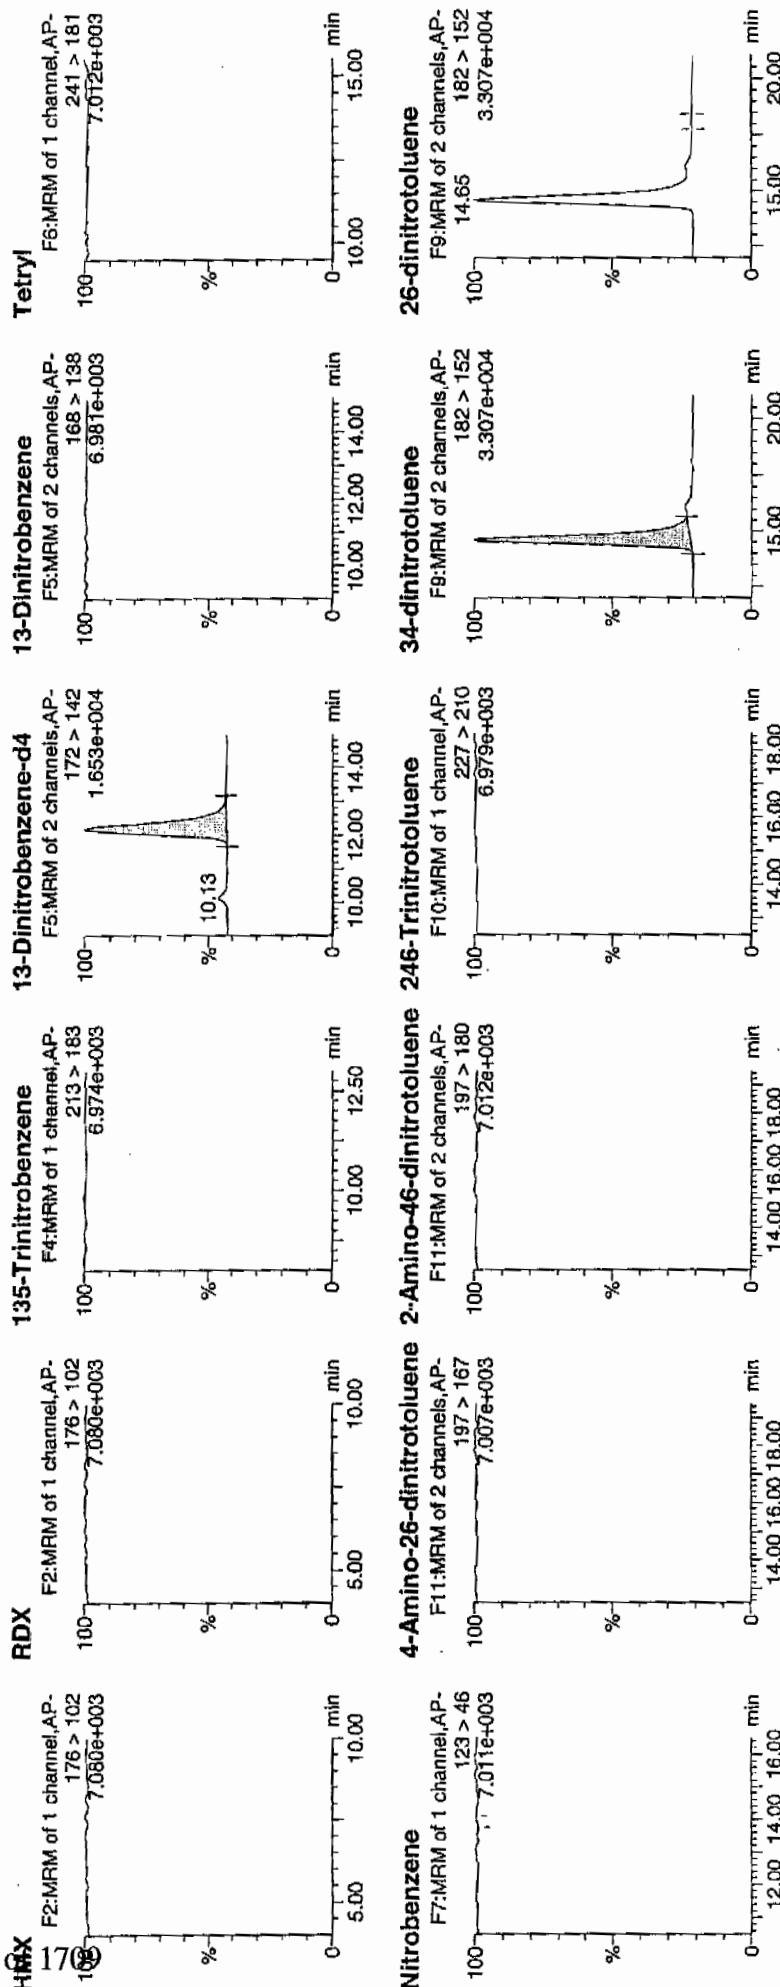 HMX
F2:MRM of 1 channel,AP-
176 > 102
7.080e+003
100
%
0
5.00
10.00
min
RDX
F2:MRM of 1 channel,AP-
176 > 102
7.080e+003
100
%
0
5.00
10.00
min
135-Trinitrobenzene
F4:MRM of 1 channel,AP-
213 > 183
6.974e+003
100
%
0
10.00
12.50
min
13-Dinitrobenzene-d4
F5:MRM of 2 channels,AP-
172 > 142
1.653e+004
100
%
10.13
0
10.00
12.00
14.00
min
13-Dinitrobenzene
F5:MRM of 2 channels,AP-
168 > 138
6.981e+003
100
%
0
10.00
12.00
14.00
min
Tetryl
F6:MRM of 1 channel,AP-
241 > 181
7.012e+003
100
%
0
10.00
15.00
min
Nitrobenzene
F7:MRM of 1 channel,AP-
123 > 46
7.011e+003
100
%
0
12.00
14.00
16.00
min
4-Amino-26-dinitrotoluene
F11:MRM of 2 channels,AP-
197 > 167
7.007e+003
100
%
0
14.00
16.00
18.00
min
2-Amino-46-dinitrotoluene
F11:MRM of 2 channels,AP-
197 > 180
7.012e+003
100
%
0
14.00
16.00
18.00
min
246-Trinitrotoluene
F10:MRM of 1 channel,AP-
227 > 210
6.979e+003
100
%
0
14.00
16.00
18.00
min
34-dinitrotoluene
F9:MRM of 2 channels,AP-
182 > 152
3.307e+004
100
%
0
15.00
20.00
min
26-dinitrotoluene
F9:MRM of 2 channels,AP-
182 > 152
3.307e+004
14.65
100
%
0
15.00
20.00
min
of 1709